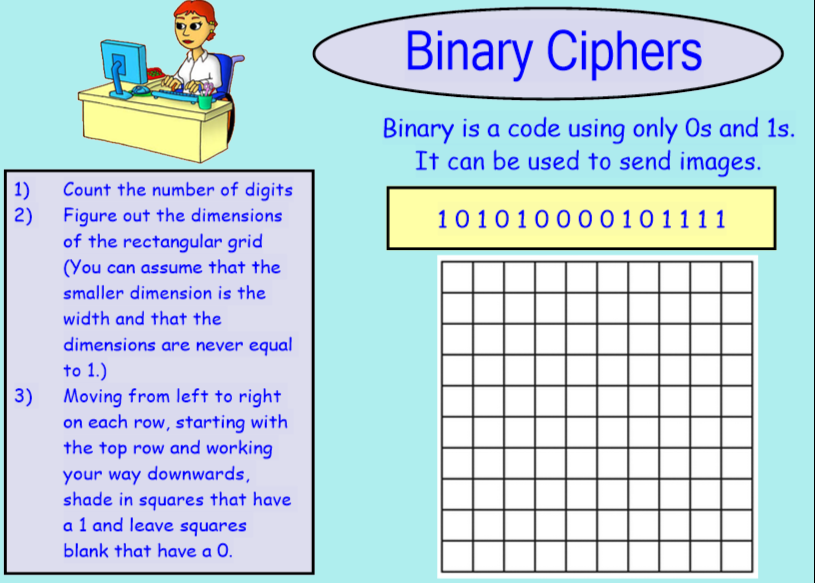 Binary Ciphers
Binary is a code using only 0s and 1s.
It can be used to send images.
1 0 1 0 1 0 0 0 0 1 0 1 1 1 1
1) Count the number of digits
2) Figure out the dimensions
of the rectangular grid
(You can assume that the
smaller dimension is the
width and that the
dimensions are never equal
to 1.)
3) Moving from left to right
on each row, starting with
the top row and working
your way downwards,
shade in squares that have
a 1 and leave squares
blank that have a 0.